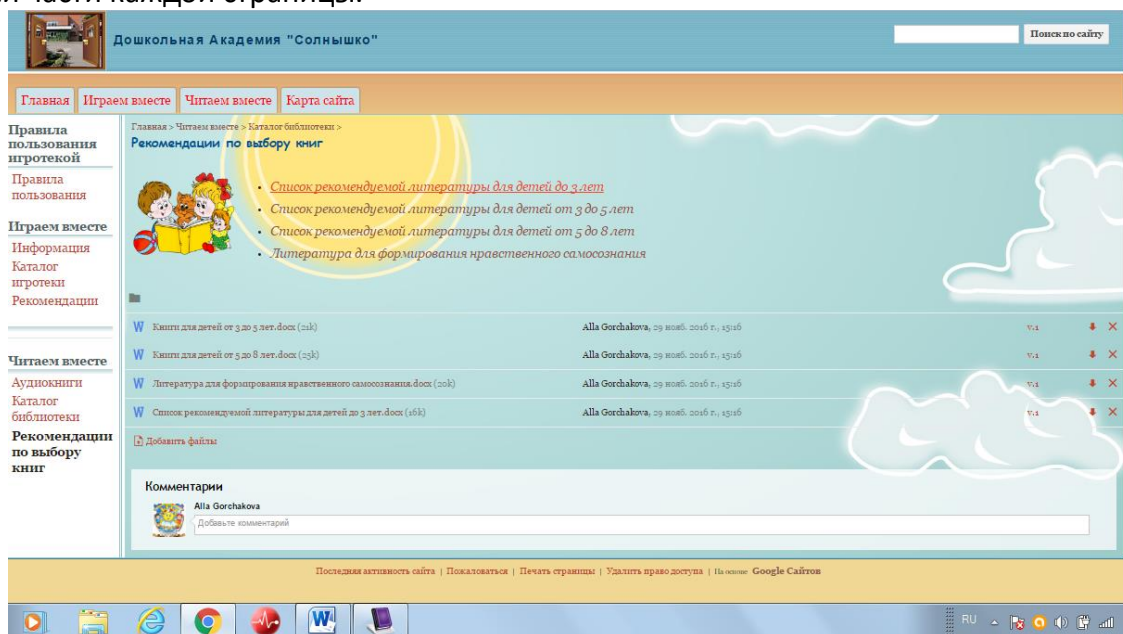 части каждой страницы.
Дошкольная Академия "Солнышко"
Поиск по сайту
Главная Играем вместе Читаем вместе Карта сайта
Правила
пользования
игротекой
Правила
пользования
Играем вместе
Информация
Каталог
игротеки
Рекомендации
Читаем вместе
Аудиокниги
Каталог
библиотеки
Рекомендации
по выбору
книг
Главная > Читаем вместе > Каталог библиотеки >
Рекомендации по выбору книг
• Список рекомендуемой литературы для детей до 3 лет
• Список рекомендуемой литературы для детей от 3 до 5 лет
• Список рекомендуемой литературы для детей от 5 до 8 лет
• Литература для формирования нравственного самосознания
Книги для детей от 3 до 5 лет.docx (21k) Alla Gorchakova, 29 нояб. 2016 г., 15:16 v.1
Книги для детей от 5 до 8 лет.docx (25k) Alla Gorchakova, 29 нояб. 2016 г., 15:16 v.1
Литература для формирования нравственного самосознания.docx (20k) Alla Gorchakova, 29 нояб. 2016 г., 15:16 v.1
Список рекомендуемой литературы для детей до 3 лет.docx (16k) Alla Gorchakova, 29 нояб. 2016 г., 15:16 v.1
Добавить файлы
Комментарии
Alla Gorchakova
Добавьте комментарий
Последняя активность сайта | Пожаловаться | Печать страницы | Удалить право доступа | На основе Google Сайтов
RU